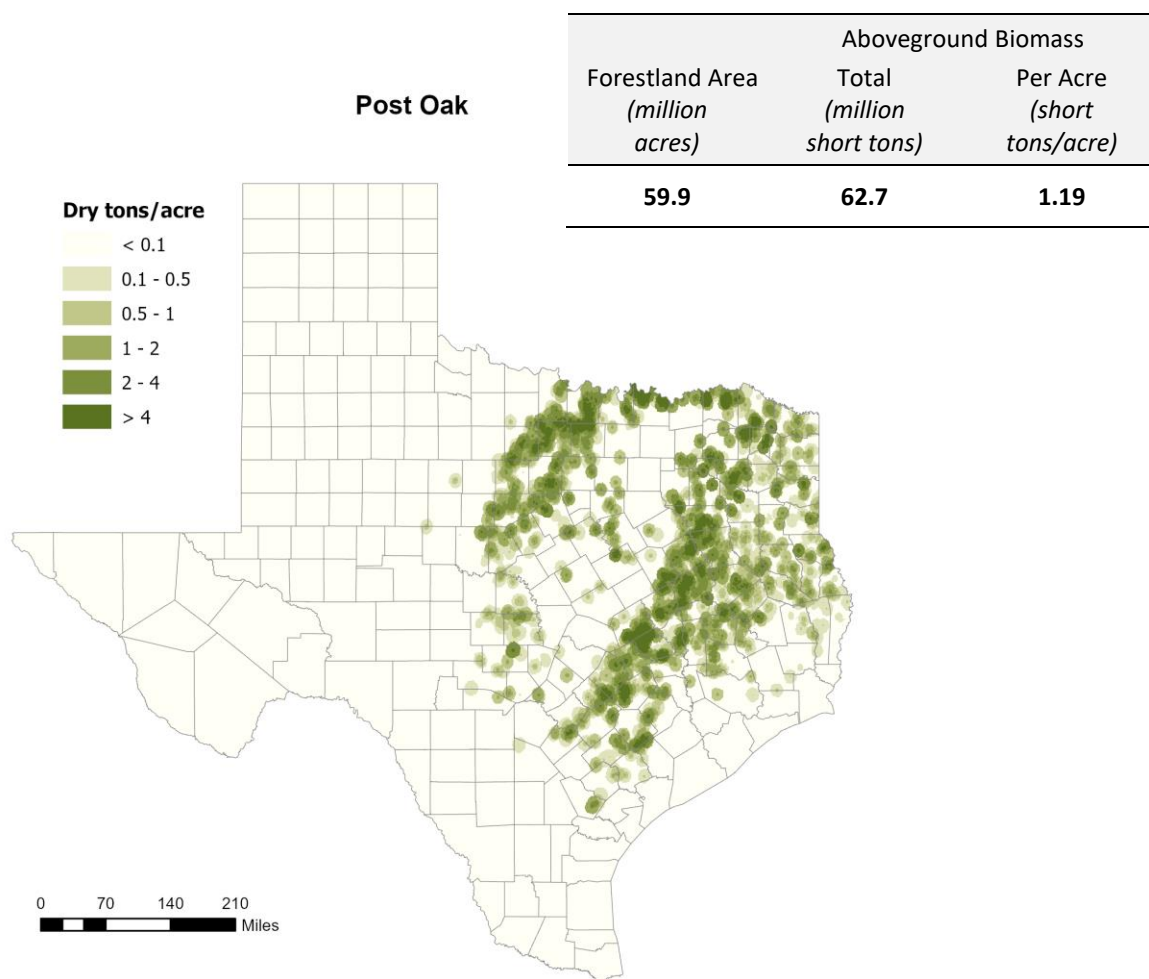 Aboveground Biomass
Forestland Area Total Per Acre
(million (million (short
acres) short tons) tons/acre)
59.9 62.7 1.19
Post Oak
Dry tons/acre
< 0.1
0.1 - 0.5
0.5 - 1
1 - 2
2 - 4
> 4
0 70 140 210
Miles